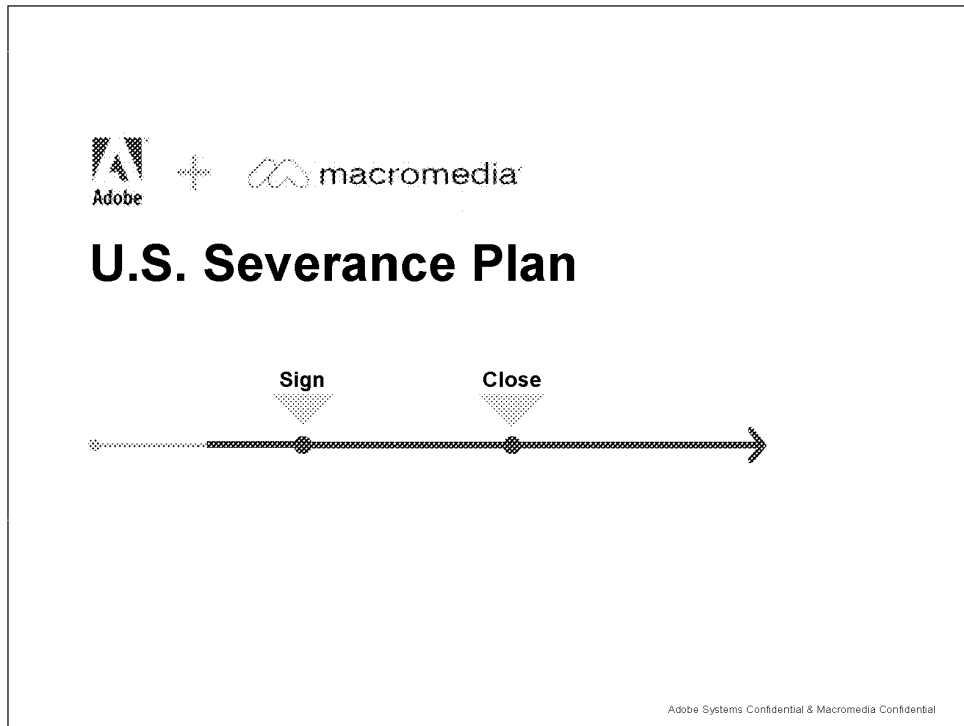 Adobe
+ macromedia
U.S. Severance Plan
Sign Close
Adobe Systems Confidential & Macromedia Confidential